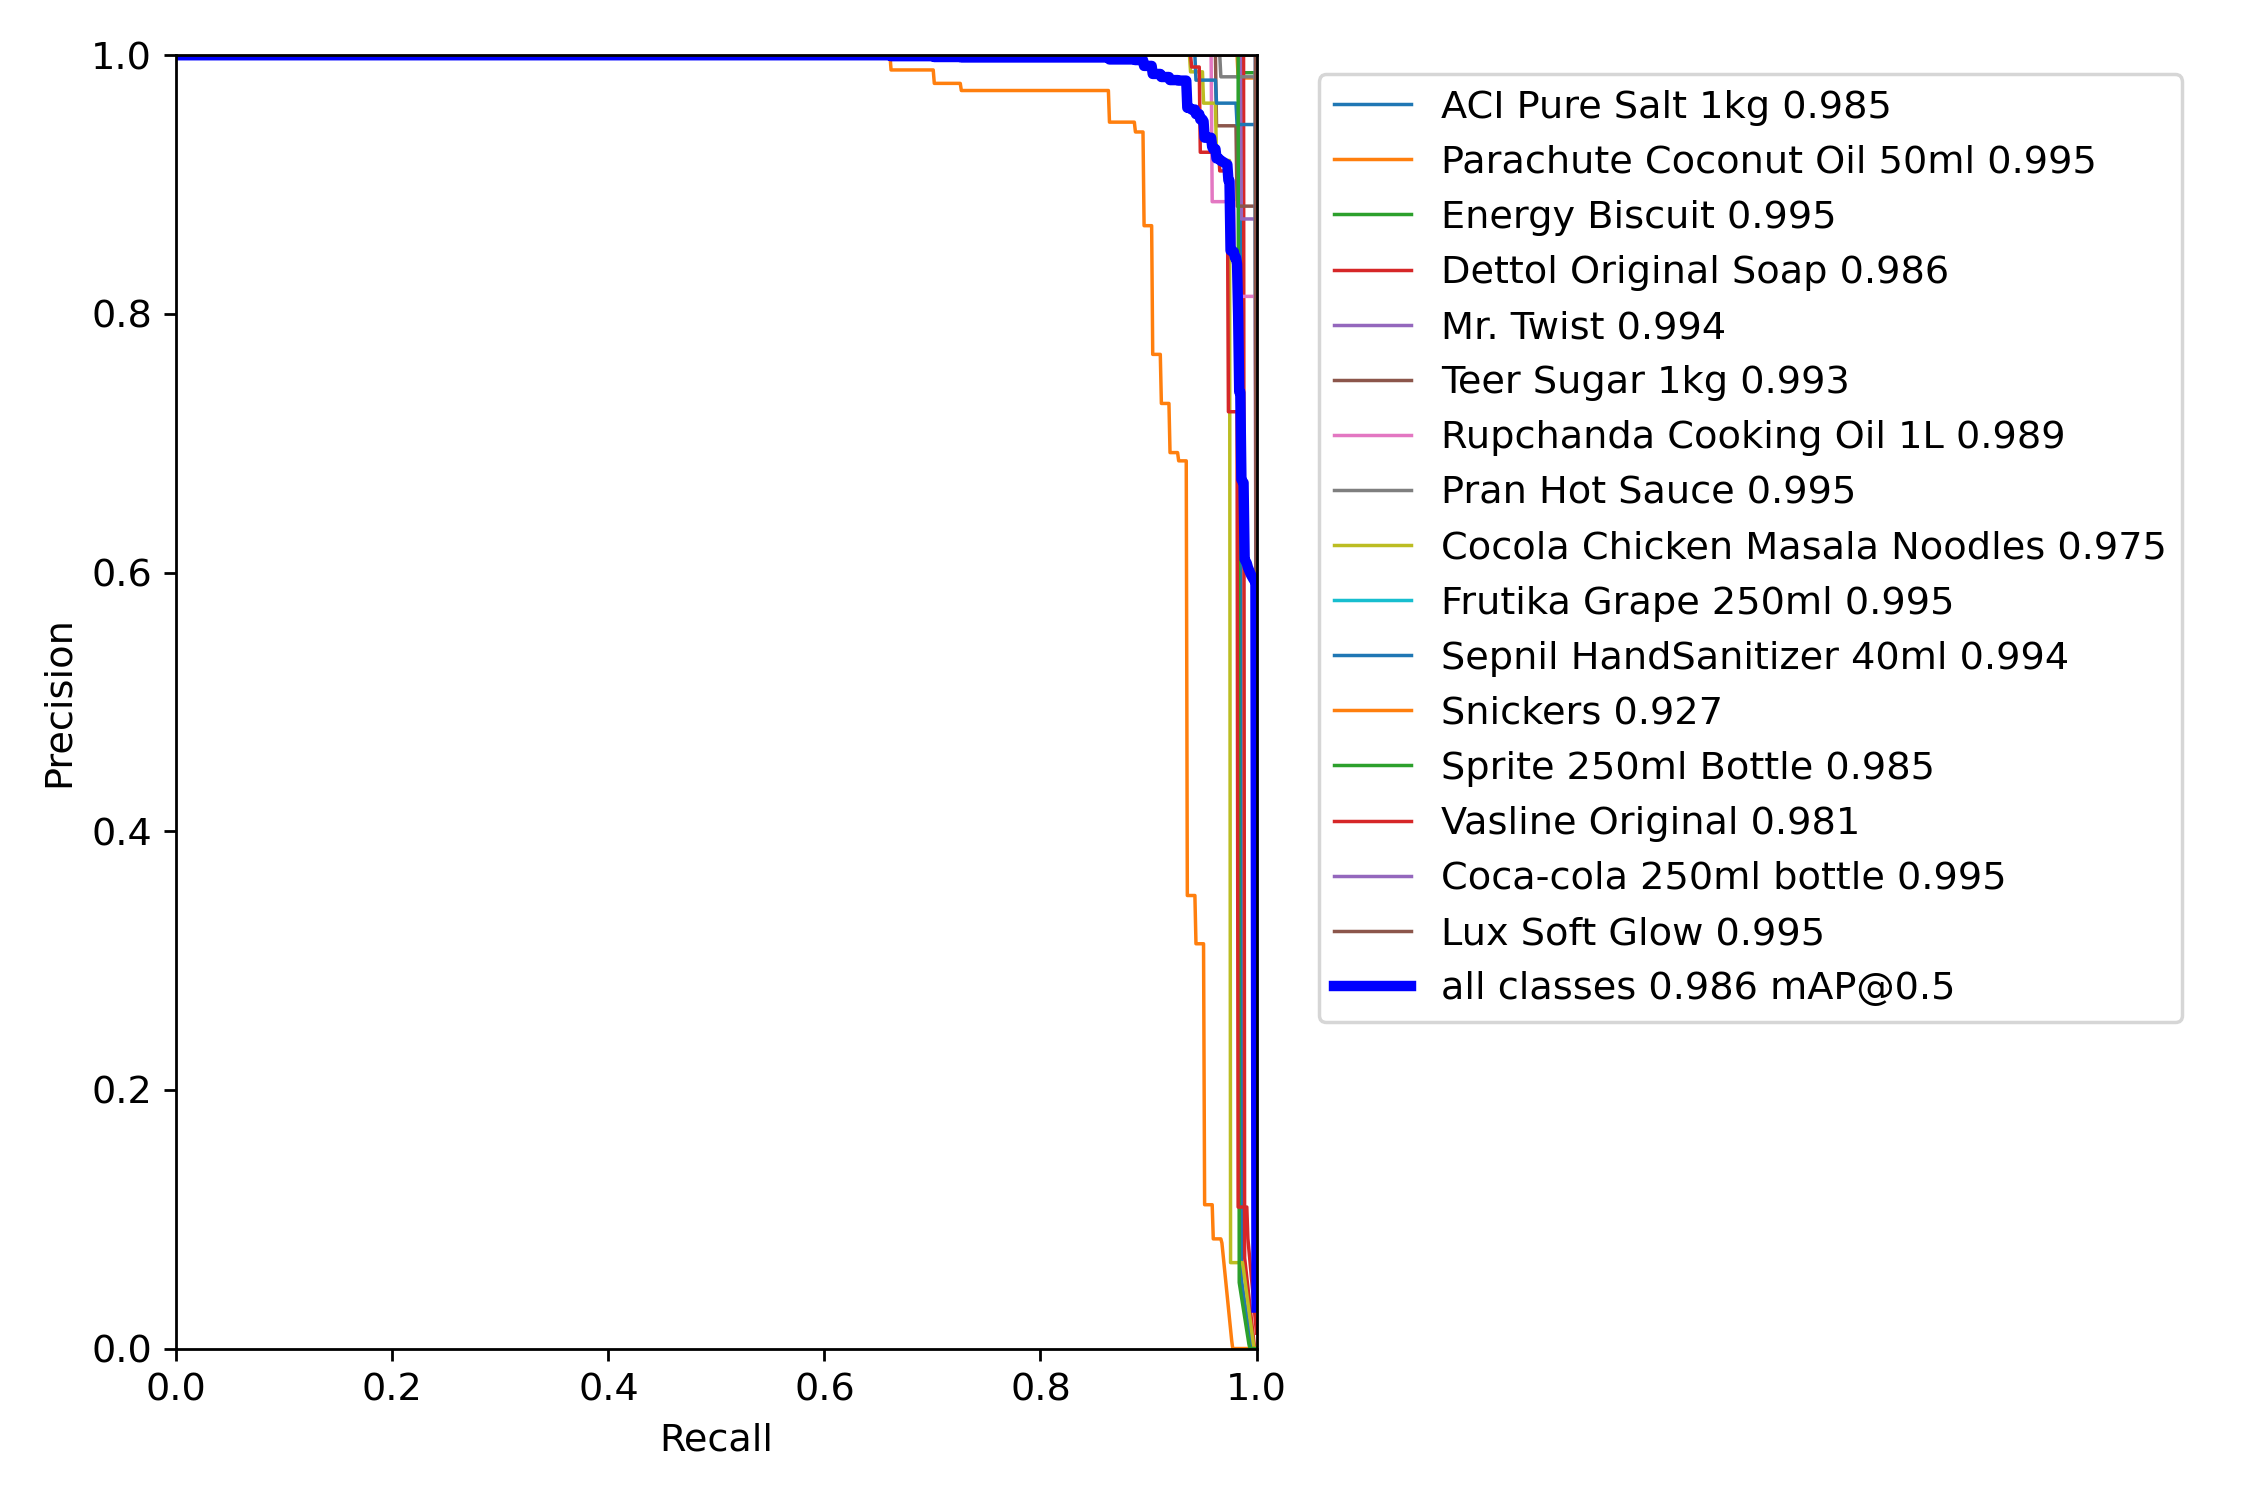 1.0
0.8
0.6
0.4
0.2
0.0
Precision
0.0 0.2 0.4 0.6 0.8 1.0
Recall
ACI Pure Salt 1kg 0.985
Parachute Coconut Oil 50ml 0.995
Energy Biscuit 0.995
Dettol Original Soap 0.986
Mr. Twist 0.994
Teer Sugar 1kg 0.993
Rupchanda Cooking Oil 1L 0.989
Pran Hot Sauce 0.995
Cocola Chicken Masala Noodles 0.975
Frutika Grape 250ml 0.995
Sepnil HandSanitizer 40ml 0.994
Snickers 0.927
Sprite 250ml Bottle 0.985
Vasline Original 0.981
Coca-cola 250ml bottle 0.995
Lux Soft Glow 0.995
all classes 0.986 mAP@0.5